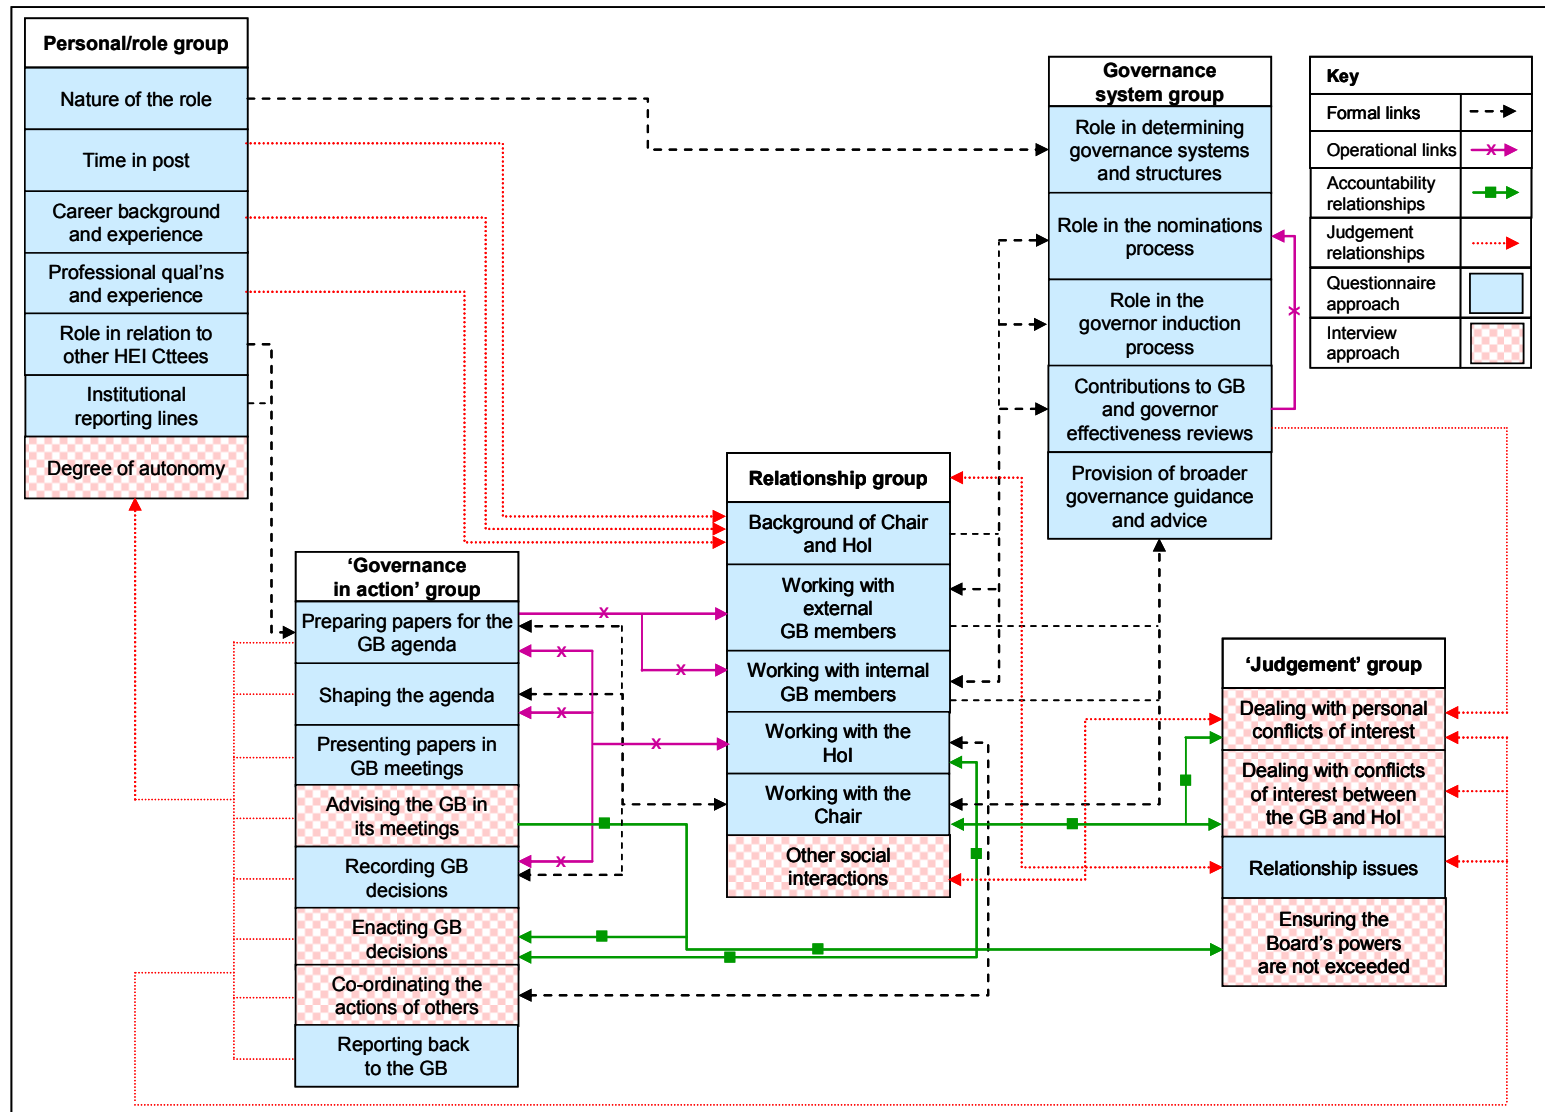 Personal/role group
Nature of the role
Time in post
Career background
and experience
Professional qual’ns
and experience
Role in relation to
other HEI Cttees
Institutional
reporting lines
Degree of autonomy
‘Governance
in action’ group
Preparing papers for the
GB agenda
Shaping the agenda
Presenting papers in
GB meetings
Advising the GB in
its meetings
Recording GB
decisions
Enacting GB
decisions
Co-ordinating the
actions of others
Reporting back
to the GB
Relationship group
Background of Chair
and HoI
Working with
external
GB members
Working with internal
GB members
Working with the
HoI
Working with the
Chair
Other social
interactions
Governance
system group
Role in determining
governance systems
and structures
Role in the nominations
process
Role in the
governor induction
process
Contributions to GB
and governor
effectiveness reviews
Provision of broader
governance guidance
and advice
‘Judgement’ group
Dealing with personal
conflicts of interest
Dealing with conflicts
of interest between
the GB and HoI
Relationship issues
Ensuring the
Board’s powers
are not exceeded
Key
Formal links
Operational links
Accountability
relationships
Judgement
relationships
Questionnaire
approach
Interview
approach